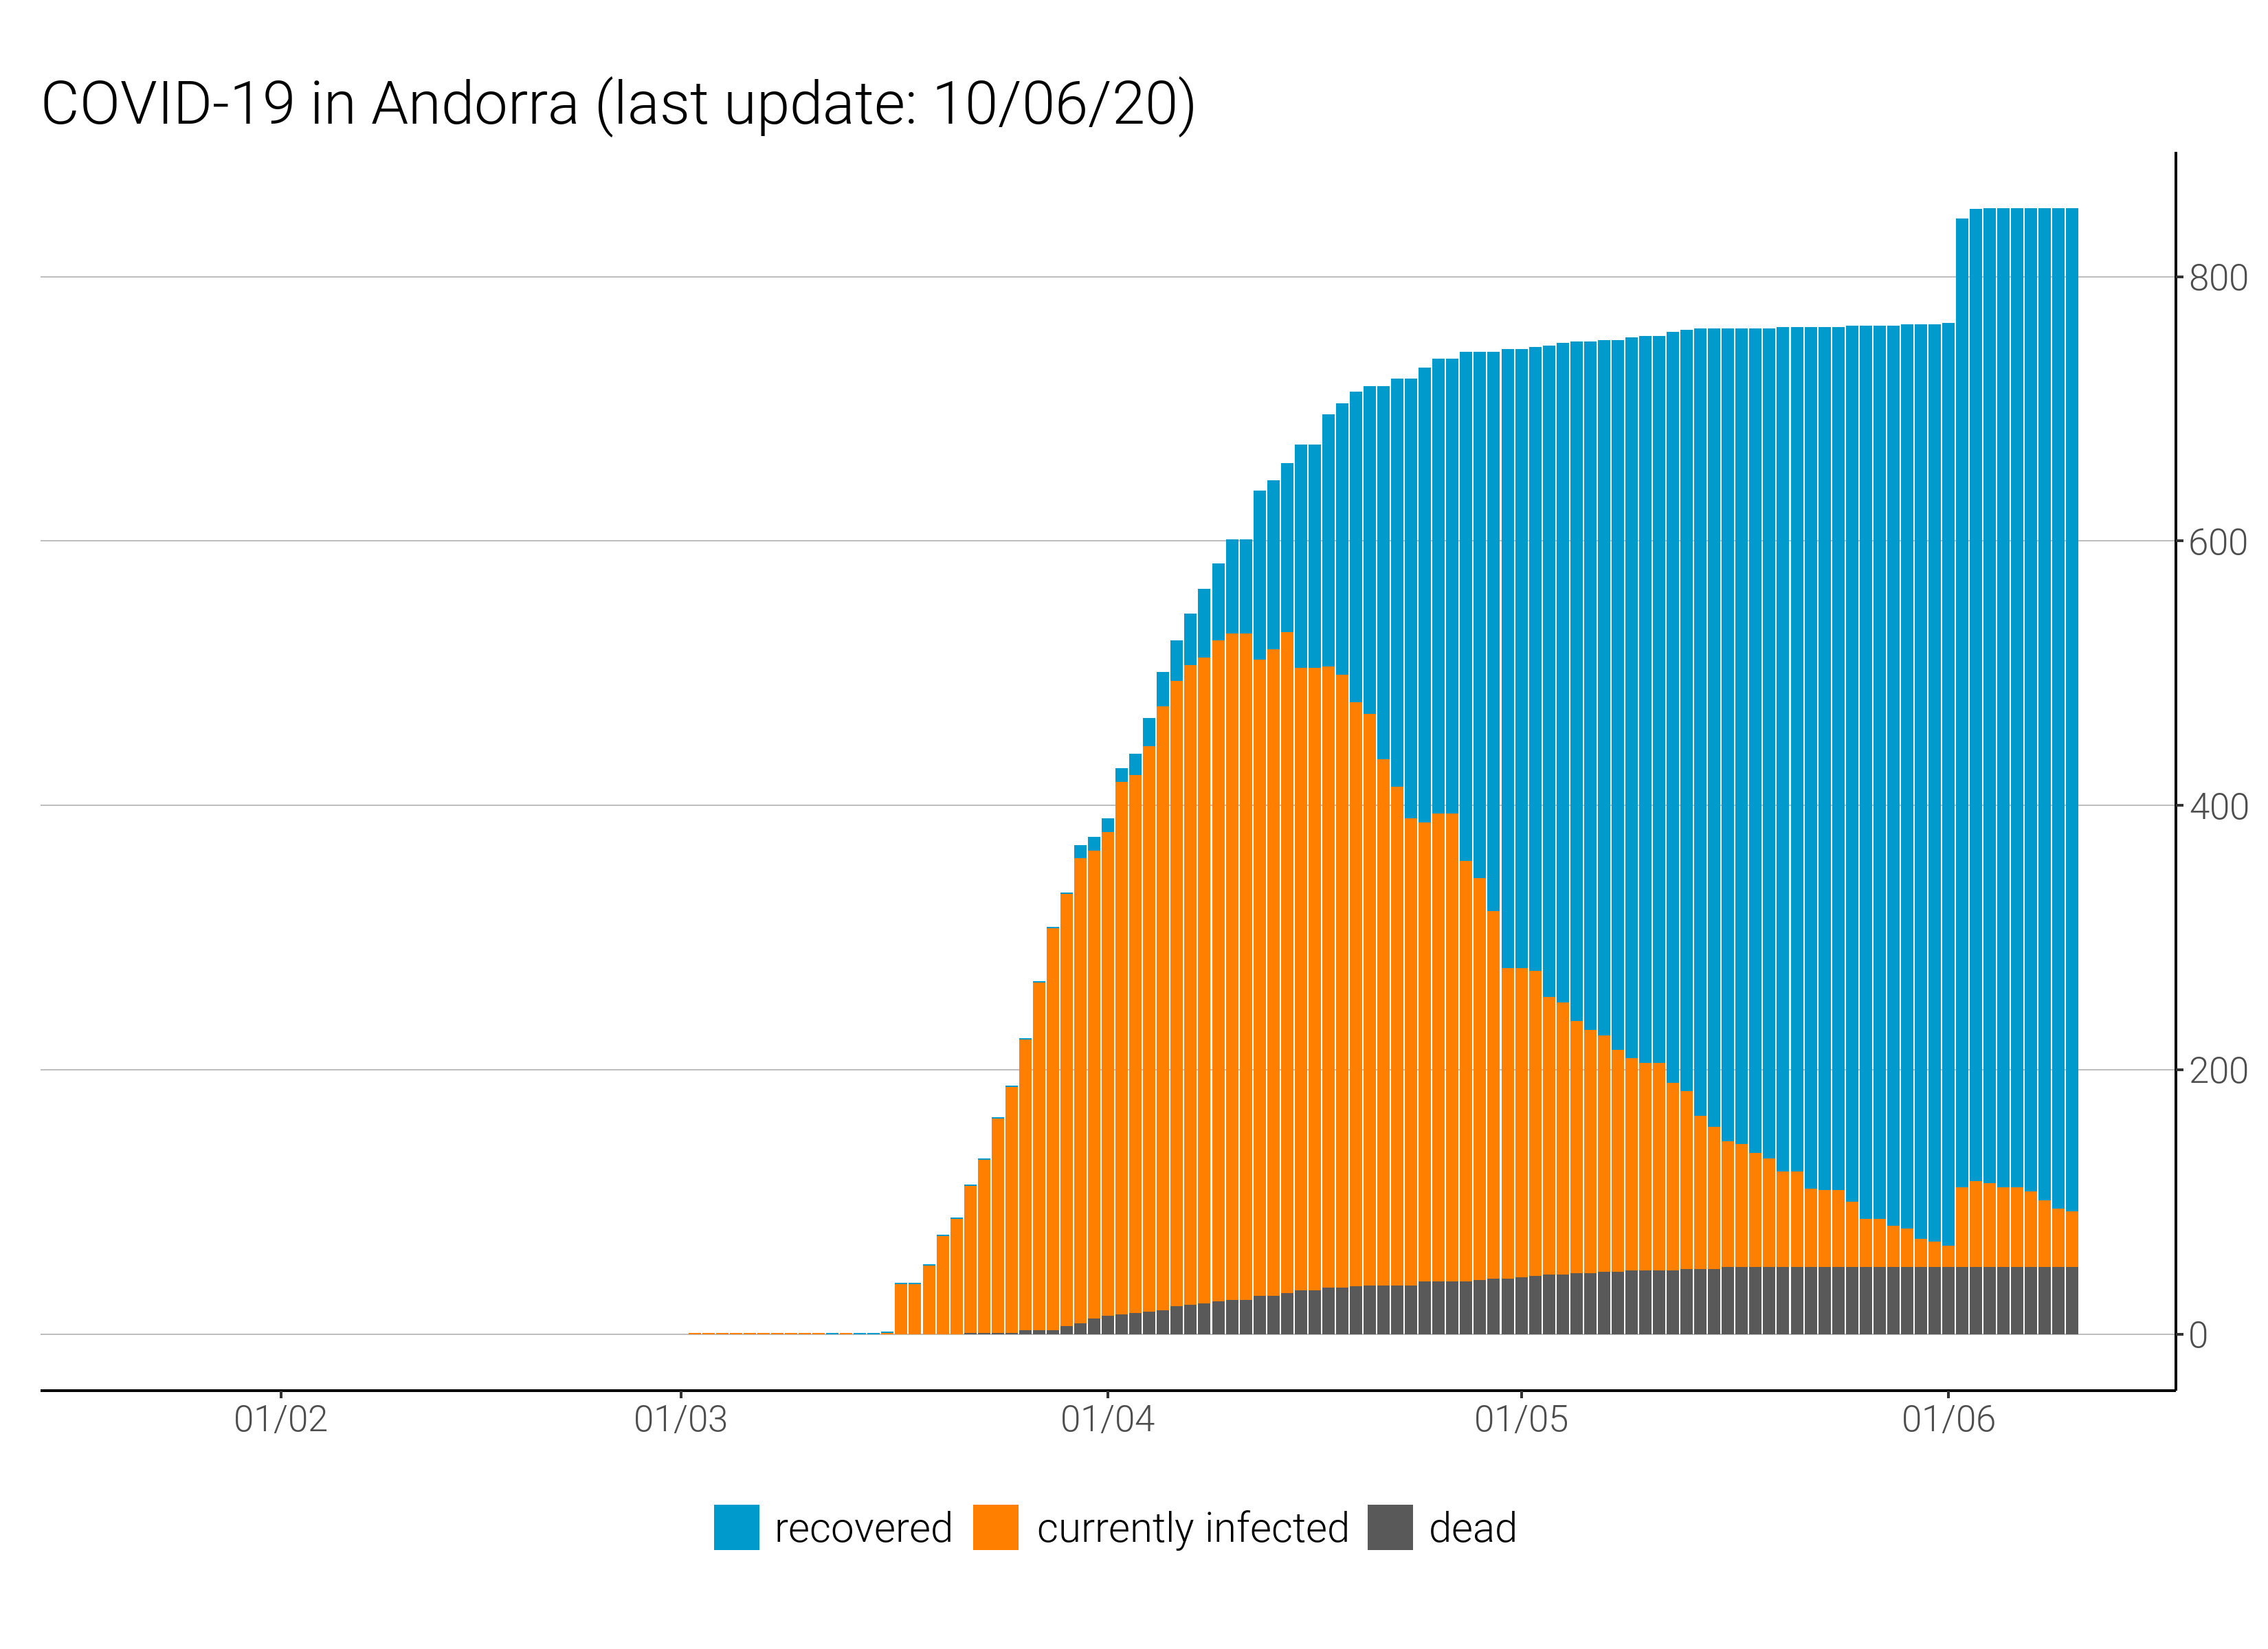 COVID-19 in Andorra (last update: 10/06/20)
800
600
400
200
0
01/02 01/03 01/04 01/05 01/06
recovered currently infected dead